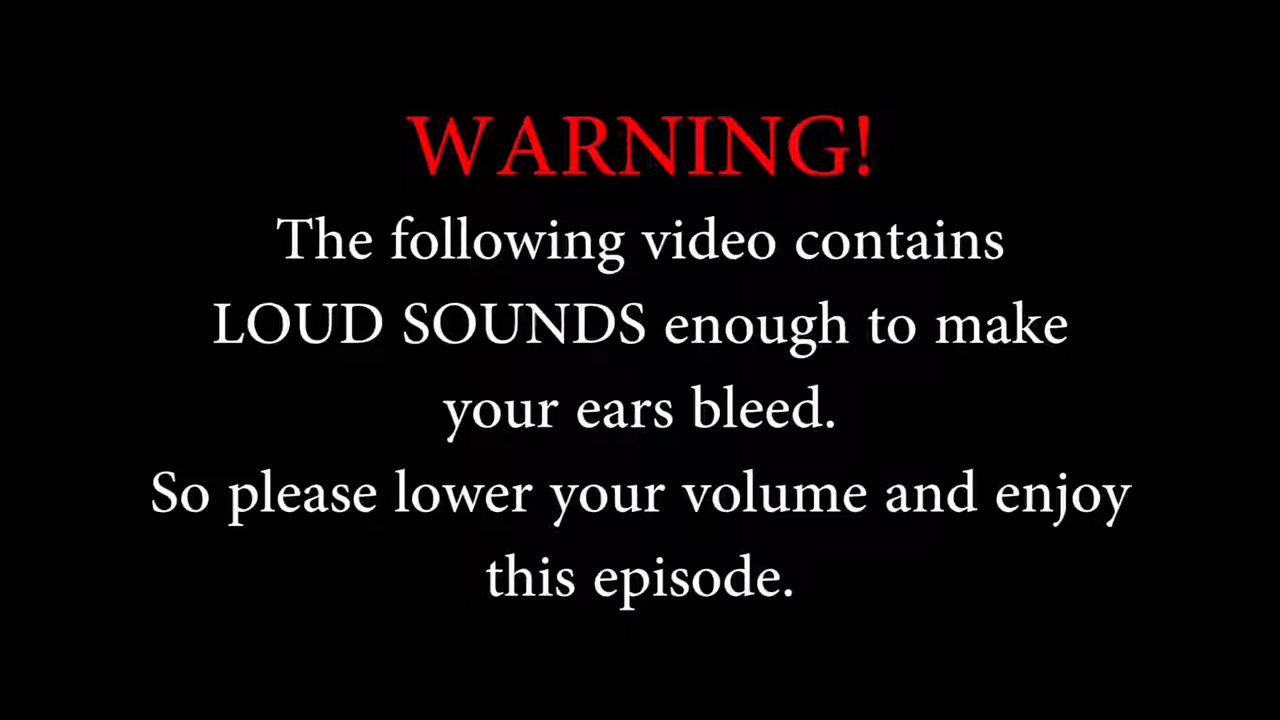 WARNING!
The following video contains
LOUD SOUNDS enough to make
your ears bleed.
So please lower your volume and enjoy
this episode.